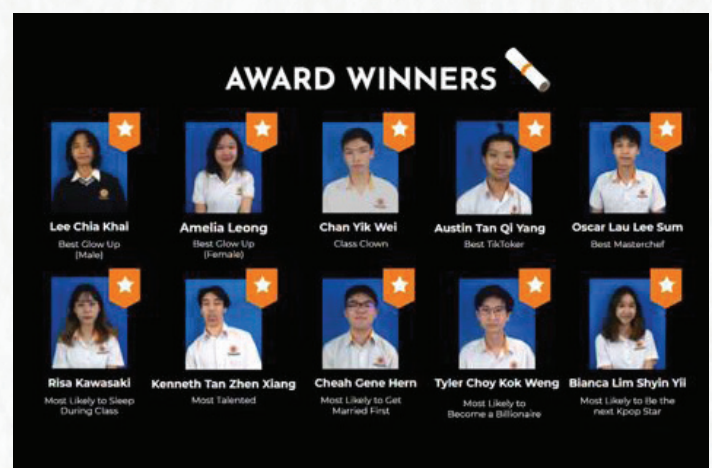 AWARD WINNERS
Lee Chia Khai
Best Glow Up
(Male)
Amelia Leong
Best Glow Up
(Female)
Chan Yik Wei
Class Clown
Austin Tan Qi Yang
Best TikToker
Oscar Lau Lee Sum
Best Masterchef
Risa Kawasaki
Most Likely to Sleep
During Class
Kenneth Tan Zhen Xiang
Most Talented
Cheah Gene Hern
Most Likely to Get
Married First
Tyler Choy Kok Weng
Most Likely to
Become a Billionaire
Bianca Lim Shyin Yii
Most Likely to Be the
next Kpop Star